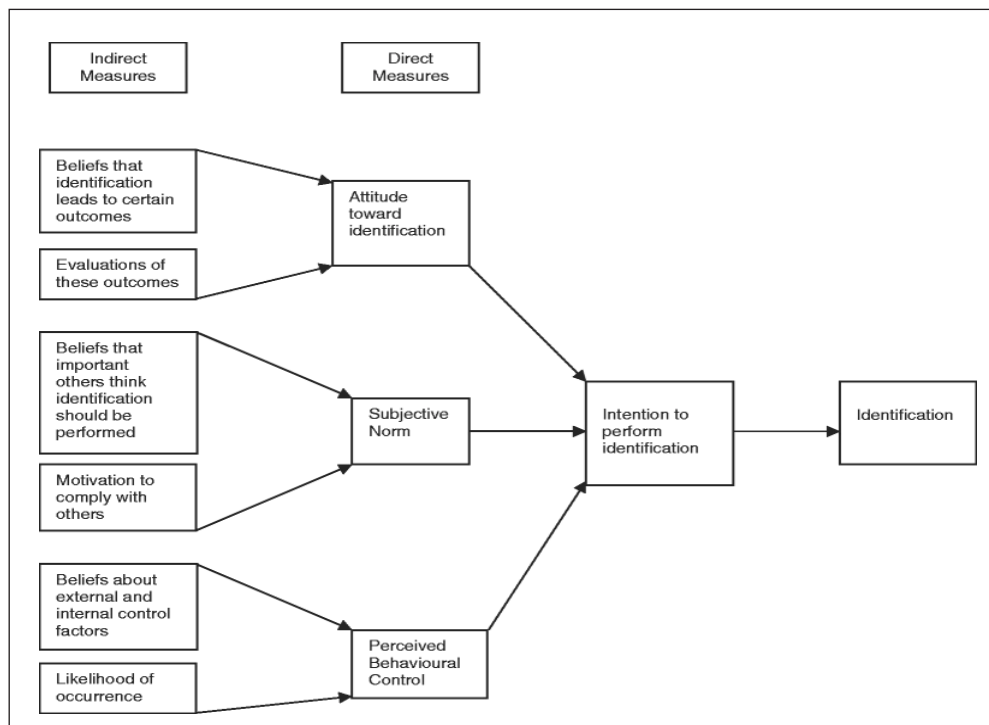 Indirect
Measures
Direct
Measures
Beliefs that
identification
leads to certain
outcomes
Evaluations of
these outcomes
Attitude
toward
identification
Beliefs that
important
others think
identification
should be
performed
Motivation to
comply with
others
Subjective
Norm
Intention to
perform
identification
Identification
Beliefs about
external and
internal control
factors
Likelihood of
occurrence
Perceived
Behavioural
Control